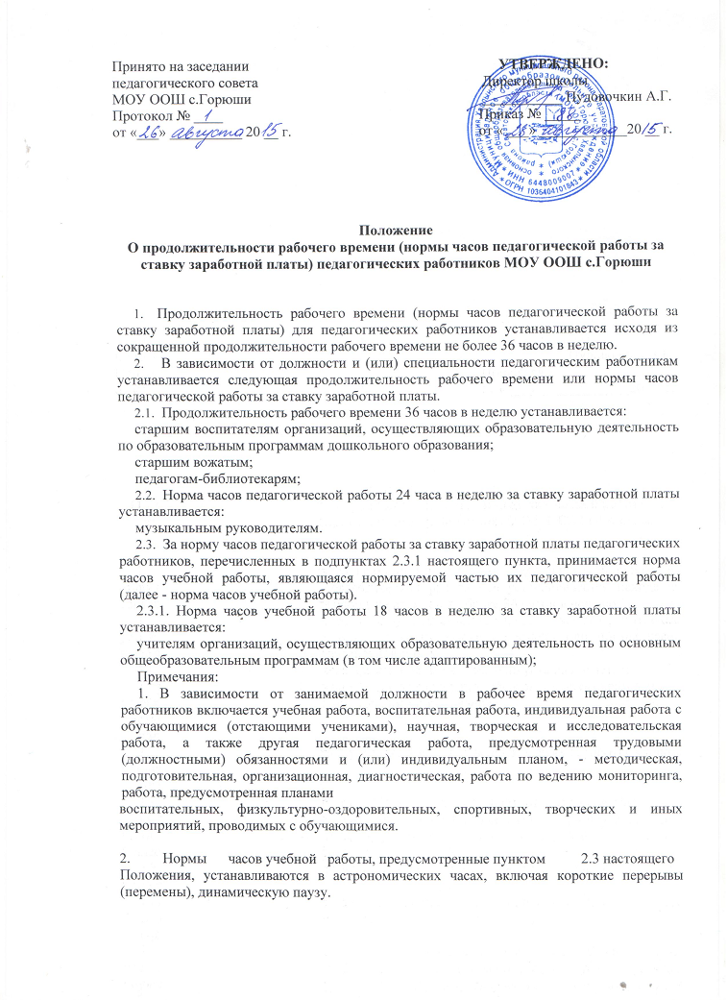 Принято на заседании
педагогического совета
МОУ ООШ с.Горюши
Протокол № 1
от «26» августа 2015 г.
УТВЕРЖДЕНО:
Директор школы
Пудовочкин А.Г.
Приказ №
от « » августа 2015 г.
ИНН 6448009007
ОГРН 1036404101843
Положение
О продолжительности рабочего времени (нормы часов педагогической работы за
ставку заработной платы) педагогических работников МОУ ООШ с.Горюши
1. Продолжительность рабочего времени (нормы часов педагогической работы за
ставку заработной платы) для педагогических работников устанавливается исходя из
сокращенной продолжительности рабочего времени не более 36 часов в неделю.
2. В зависимости от должности и (или) специальности педагогическим работникам
устанавливается следующая продолжительность рабочего времени или нормы часов
педагогической работы за ставку заработной платы.
2.1. Продолжительность рабочего времени 36 часов в неделю устанавливается:
старшим воспитателям организаций, осуществляющих образовательную деятельность
по образовательным программам дошкольного образования;
старшим вожатым;
педагогам-библиотекарям;
2.2. Норма часов педагогической работы 24 часа в неделю за ставку заработной платы
устанавливается:
музыкальным руководителям.
2.3. За норму часов педагогической работы за ставку заработной платы педагогических
работников, перечисленных в подпунктах 2.3.1 настоящего пункта, принимается норма
часов учебной работы, являющаяся нормируемой частью их педагогической работы
(далее - норма часов учебной работы).
2.3.1. Норма часов учебной работы 18 часов в неделю за ставку заработной платы
устанавливается:
учителям организаций, осуществляющих образовательную деятельность по основным
общеобразовательным программам (в том числе адаптированным);
Примечания:
1. В зависимости от занимаемой должности в рабочее время педагогических
работников включается учебная работа, воспитательная работа, индивидуальная работа с
обучающимися (отстающими учениками), научная, творческая и исследовательская
работа, а также другая педагогическая работа, предусмотренная трудовыми
(должностными) обязанностями и (или) индивидуальным планом, - методическая,
подготовительная, организационная, диагностическая, работа по ведению мониторинга,
работа, предусмотренная планами
воспитательных, физкультурно-оздоровительных, спортивных, творческих и иных
мероприятий, проводимых с обучающимися.
2. Нормы часов учебной работы, предусмотренные пунктом 2.3 настоящего
Положения, устанавливаются в астрономических часах, включая короткие перерывы
(перемены), динамическую паузу.